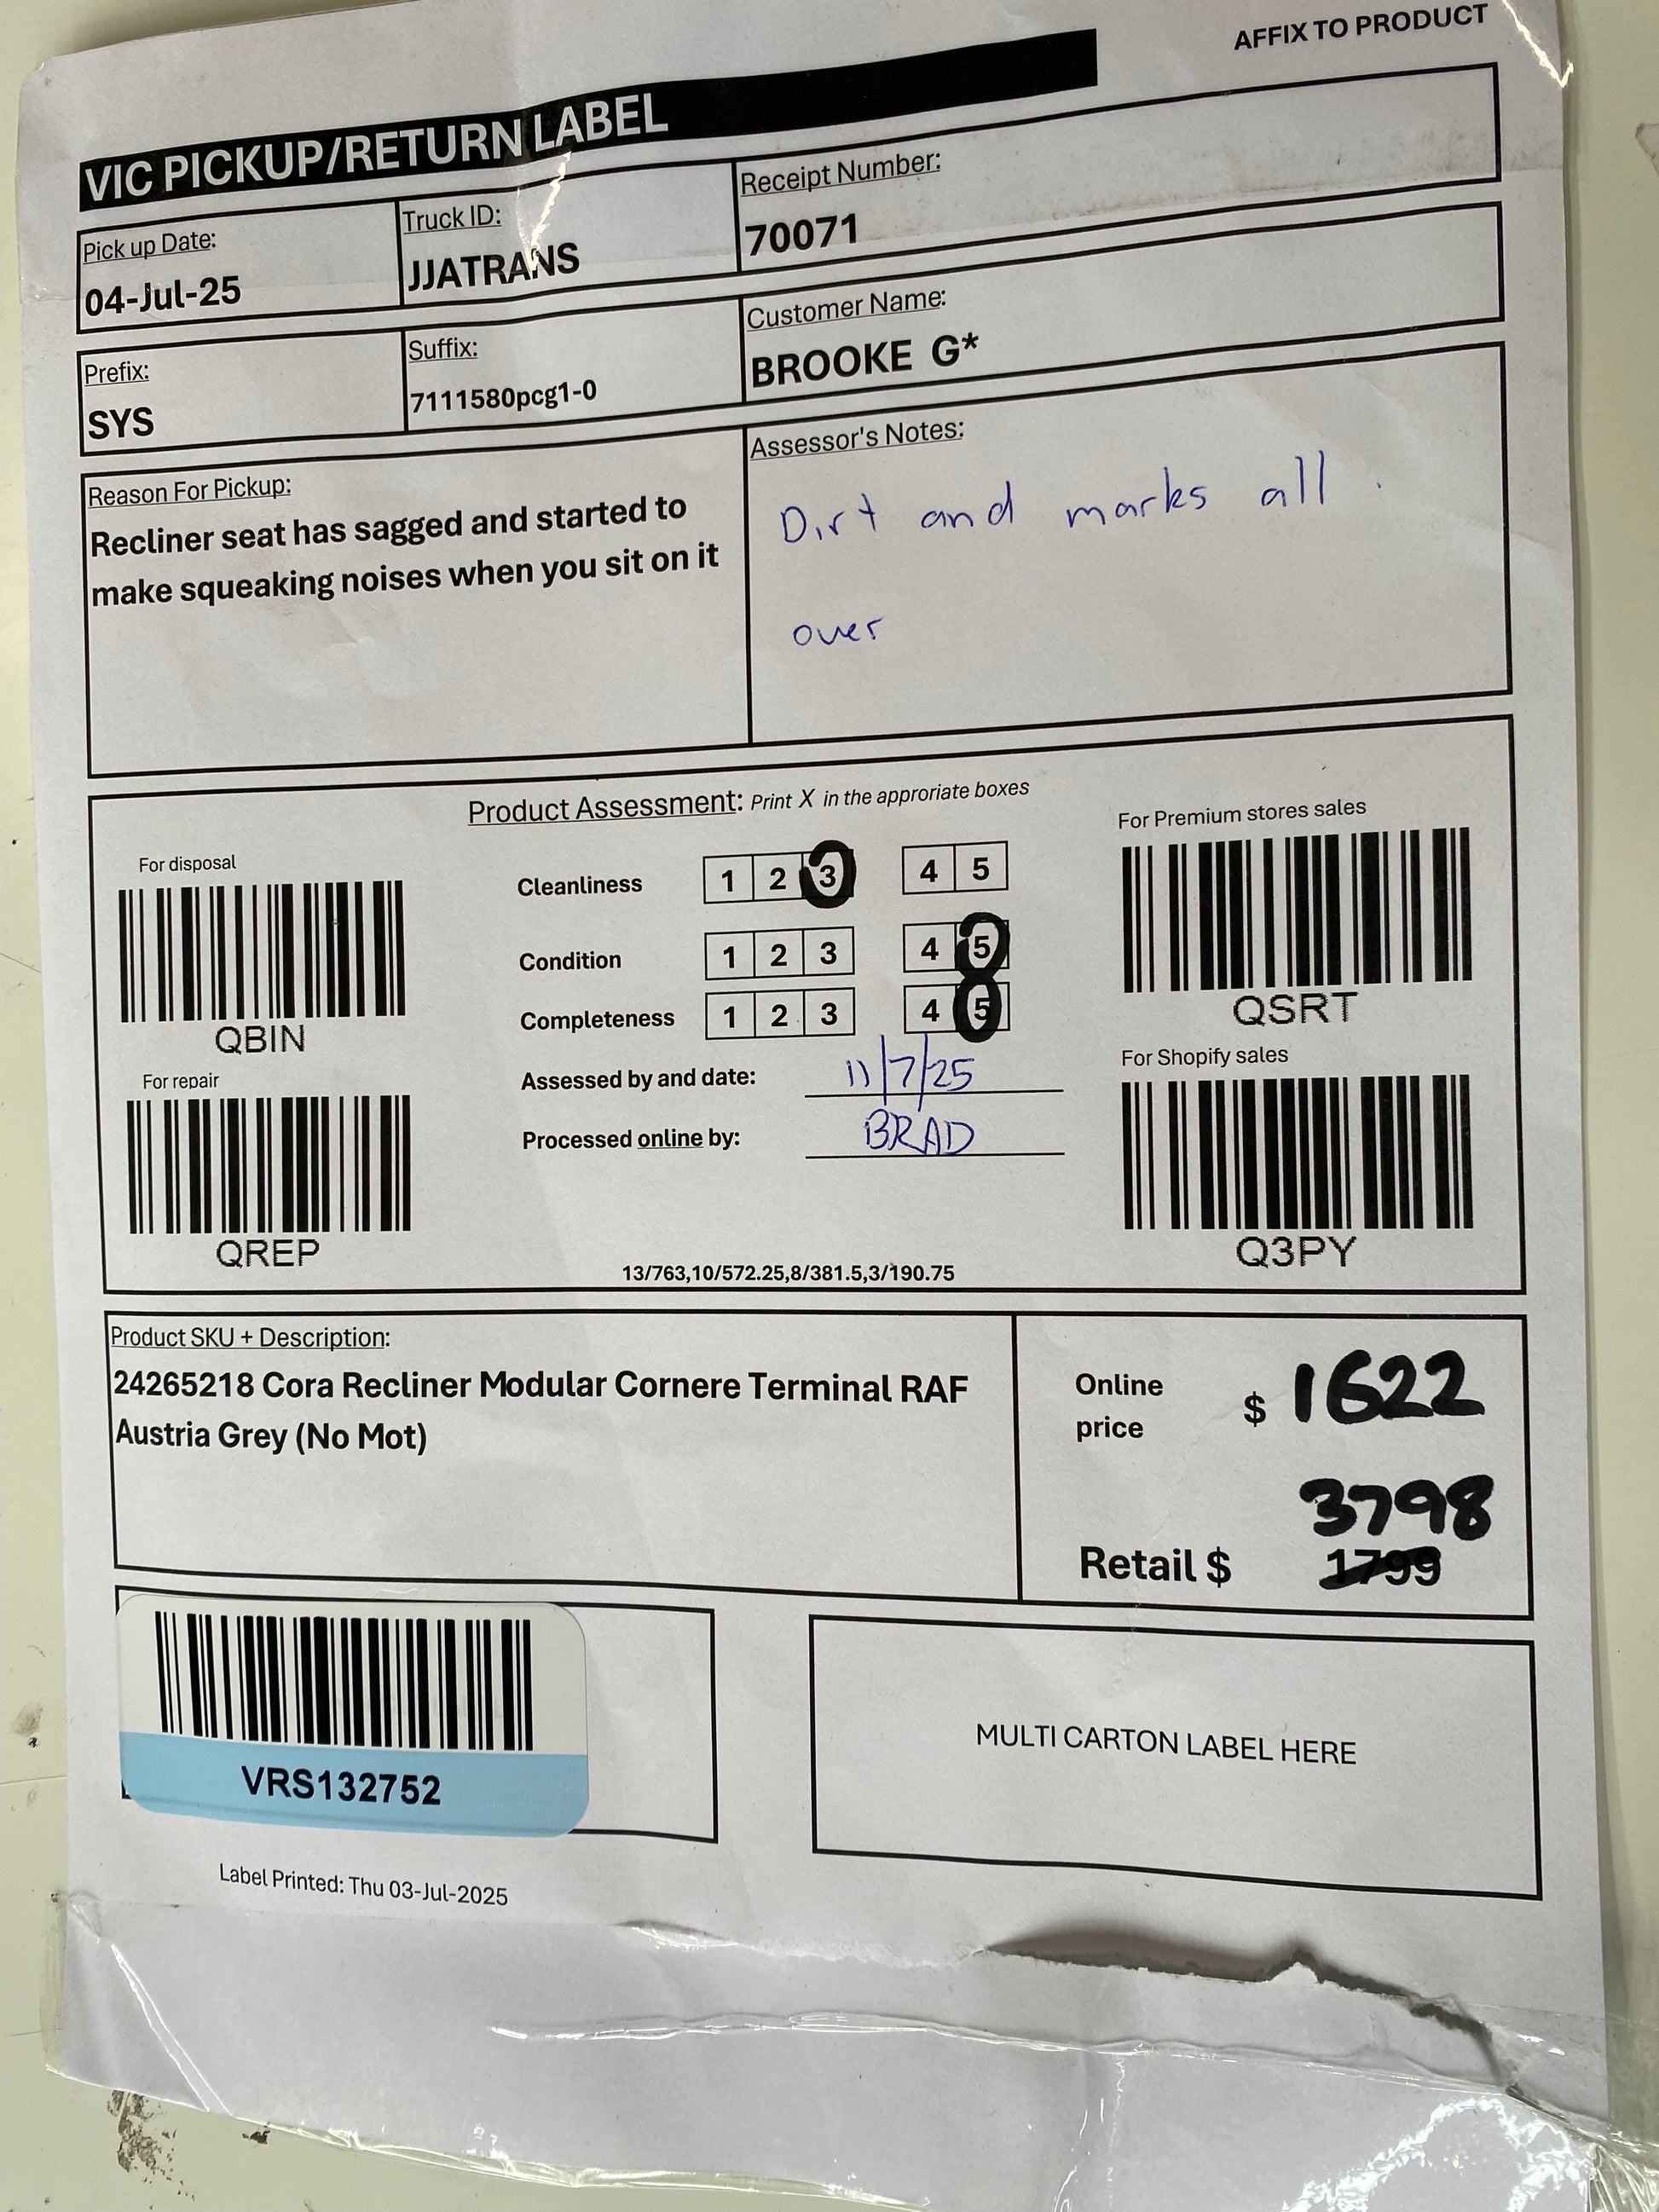 AFFIX TO PRODUCT
VIC PICKUP/RETURN LABEL
Pick up Date:
04-Jul-25
Truck ID:
JJATRANS
Receipt Number:
70071
Prefix:
SYS
Suffix:
7111580pcg1-0
Customer Name:
BROOKE G*
Reason For Pickup:
Recliner seat has sagged and started to
make squeaking noises when you sit on it
Assessor's Notes:
Dirt and marks all
over
Product Assessment: Print X in the approriate boxes
For disposal
QBIN
For repair
QREP
Cleanliness 1 2 3 4 5
Condition 1 2 3 4 5
Completeness 1 2 3 4 5
Assessed by and date: 11/7/25
Processed online by: BRAD
13/763,10/572.25,8/381.5,3/190.75
For Premium stores sales
QSRT
For Shopify sales
Q3PY
Product SKU + Description:
24265218 Cora Recliner Modular Cornere Terminal RAF
Austria Grey (No Mot)
Online
price $ 1622
3798
Retail $ 1799
VRS132752
MULTI CARTON LABEL HERE
Label Printed: Thu 03-Jul-2025